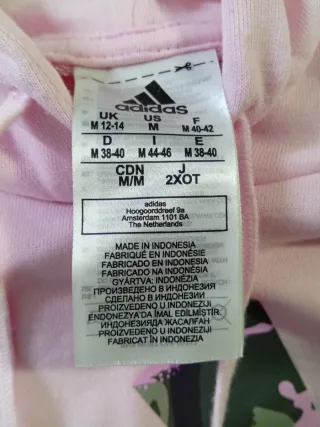 adidas
UK US F
M 12-14 M M 40-42
D I E
M 38-40 M 44-46 M 38-40
CDN J
M/M 2XOT
adidas
Hoogoorddreef 9a
Amsterdam 1101 BA
The Netherlands
MADE IN INDONESIA
FABRIQUÉ EN INDONÉSIE
FABRICADO EN INDONESIA
FABRICADO NA INDONÉSIA
GYÁRTVA: INDONÉZIA
ПРОИЗВЕДЕНО В ИНДОНЕЗИЯ
СДЕЛАНО В ИНДОНЕЗИИ
PROIZVEDENO U INDONEZIJI
ENDONEZYA'DA İMAL EDİLMİŞTİR.
ИНДОНЕЗИЯДА ЖАСАЛҒАН
PROIZVEDENO U INDONEZIJI
FABRICAT ÎN INDONEZIA